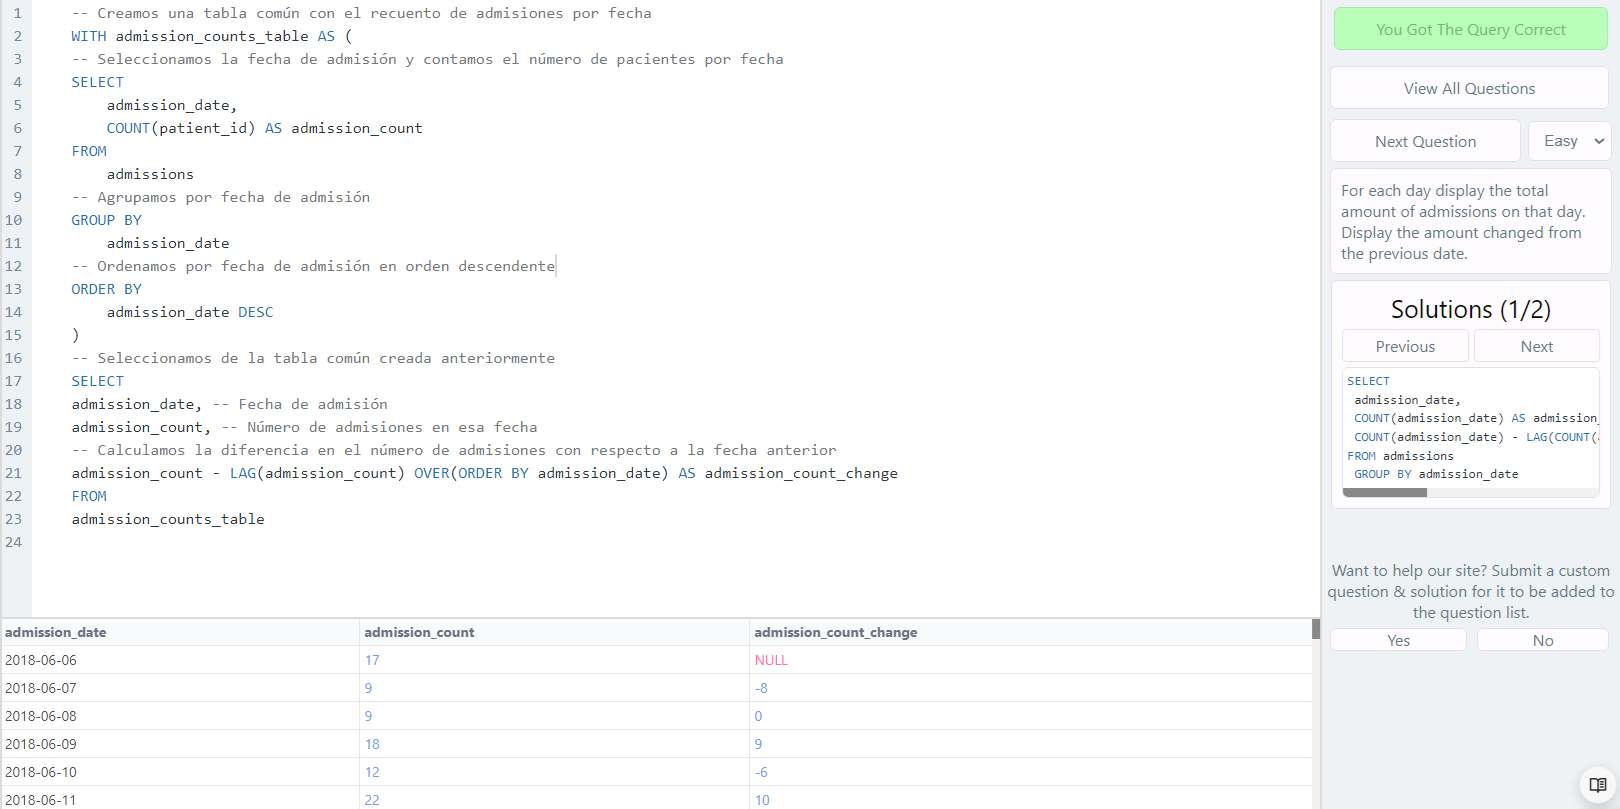 1 -- Creamos una tabla común con el recuento de admisiones por fecha
2 WITH admission_counts_table AS (
3 -- Seleccionamos la fecha de admisión y contamos el número de pacientes por fecha
4 SELECT
5 admission_date,
6 COUNT(patient_id) AS admission_count
7 FROM
8 admissions
9 -- Agrupamos por fecha de admisión
10 GROUP BY
11 admission_date
12 -- Ordenamos por fecha de admisión en orden descendente
13 ORDER BY
14 admission_date DESC
15 )
16 -- Seleccionamos de la tabla común creada anteriormente
17 SELECT
18 admission_date, -- Fecha de admisión
19 admission_count, -- Número de admisiones en esa fecha
20 -- Calculamos la diferencia en el número de admisiones con respecto a la fecha anterior
21 admission_count - LAG(admission_count) OVER(ORDER BY admission_date) AS admission_count_change
22 FROM
23 admission_counts_table
24
admission_date admission_count admission_count_change
2018-06-06 17 NULL
2018-06-07 9 -8
2018-06-08 9 0
2018-06-09 18 9
2018-06-10 12 -6
2018-06-11 22 10
You Got The Query Correct
View All Questions
Next Question Easy
For each day display the total
amount of admissions on that day.
Display the amount changed from
the previous date.
Solutions (1/2)
Previous Next
SELECT
admission_date,
COUNT(admission_date) AS admission_
COUNT(admission_date) - LAG(COUNT(
FROM admissions
GROUP BY admission_date
Want to help our site? Submit a custom
question & solution for it to be added to
the question list.
Yes No